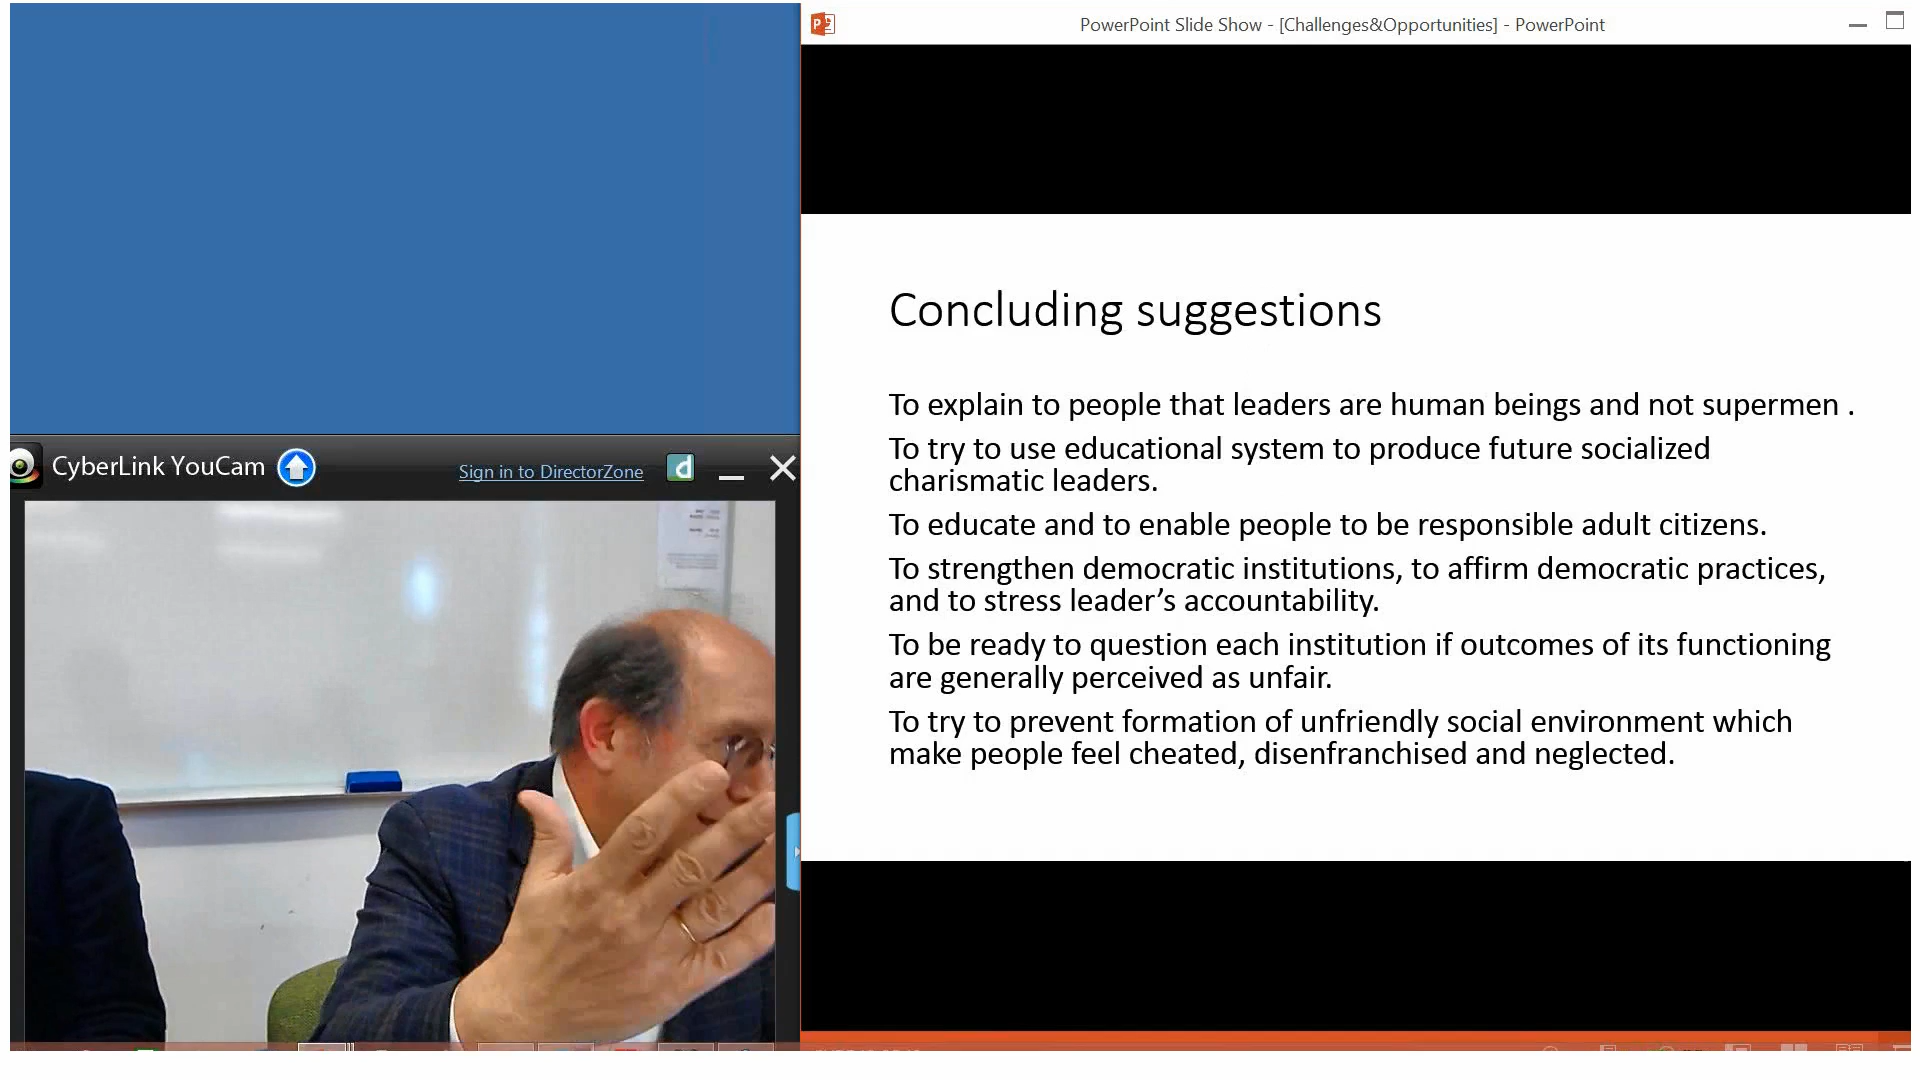 PowerPoint Slide Show - [Challenges&Opportunities] - PowerPoint
CyberLink YouCam
Sign in to DirectorZone
Concluding suggestions
To explain to people that leaders are human beings and not supermen .
To try to use educational system to produce future socialized
charismatic leaders.
To educate and to enable people to be responsible adult citizens.
To strengthen democratic institutions, to affirm democratic practices,
and to stress leader’s accountability.
To be ready to question each institution if outcomes of its functioning
are generally perceived as unfair.
To try to prevent formation of unfriendly social environment which
make people feel cheated, disenfranchised and neglected.